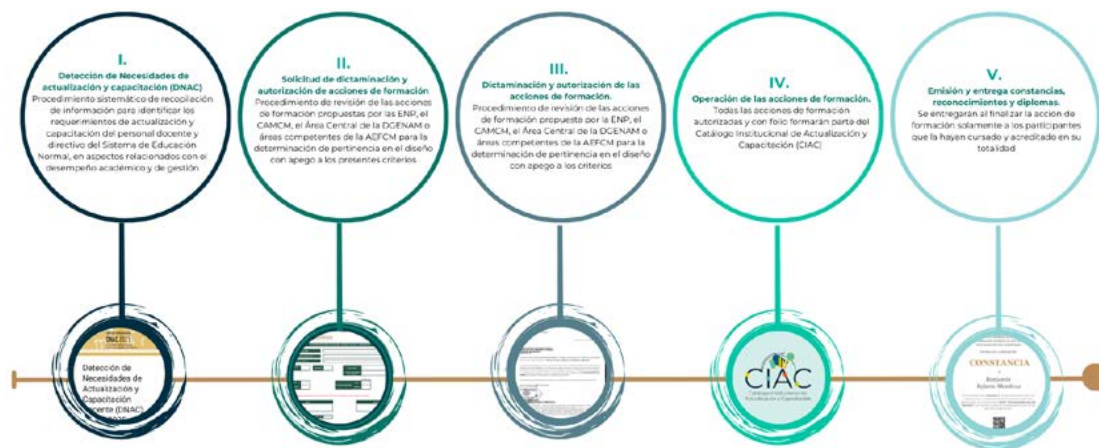 I.
Detección de Necesidades de
actualización y capacitación (DNAC)
Procedimiento sistemático de recopilación
de información para identificar los
requerimientos de actualización y
capacitación del personal docente y
directivo del Sistema de Educación
Normal, en aspectos relacionados con el
desempeño académico y de gestión
II.
Solicitud de dictaminación y
autorización de acciones de formación
Procedimiento de revisión de las acciones
de formación propuestas por las ENP, el
CAMCM, el Área Central de la DGENAM o
áreas competentes de la AEFCM para la
determinación de pertinencia en el diseño
con apego a los presentes criterios
III.
Dictaminación y autorización de las
acciones de formación.
Procedimiento de revisión de las acciones
de formación propuesta por la ENP, el
CAMCM, el Área Central de la DGENAM o
áreas competentes de la AEFCM para la
determinación de pertinencia en el diseño
con apego a los criterios
IV.
Operación de las acciones de formación.
Todas las acciones de formación
autorizadas y con folio formarán parte del
Catálogo Institucional de Actualización y
Capacitación (CIAC)
V.
Emisión y entrega constancias,
reconocimientos y diplomas.
Se entregarán al finalizar la acción de
formación solamente a los participantes
que la hayan cursado y acreditado en su
totalidad
Detección de
Necesidades de
Actualización y
Capacitación
Docente (DNAC)
CIAC
Catálogo Institucional de
Actualización y Capacitación
CONSTANCIA